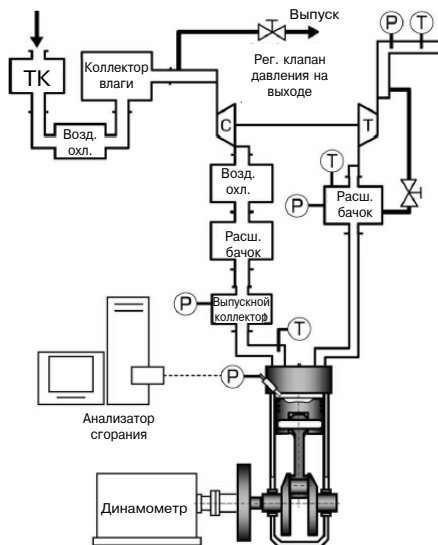 Выпуск
P
T
ТК
Коллектор
влаги
Рег. клапан
давления на
выходе
Возд.
охл.
C
T
Возд.
охл.
T
P
Расш.
бачок
Расш.
бачок
P
Выпускной
коллектор
T
P
Анализатор
сгорания
Динамометр